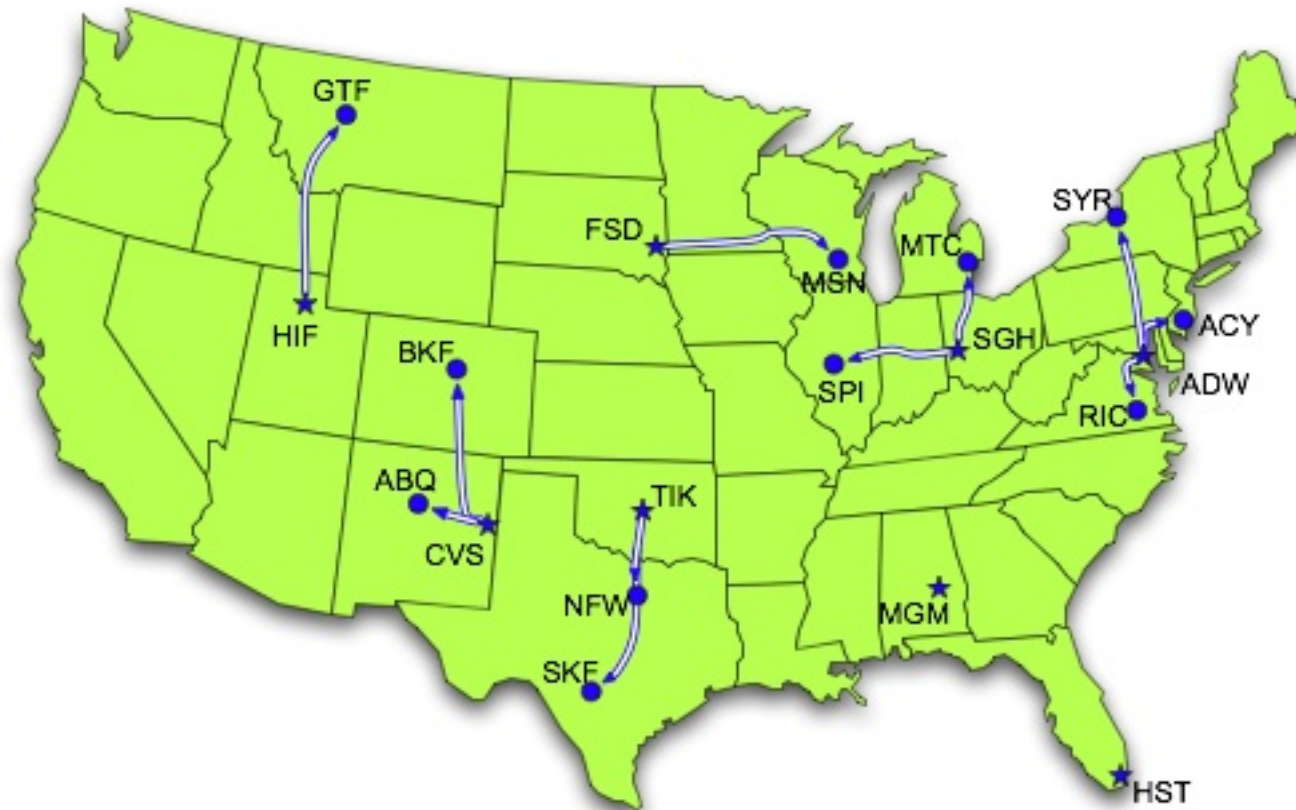 GTF
SYR
FSD
MTC
MSN
ACY
HIF
SGH
BKF
ADW
SPI
RIC
ABQ
TIK
CVS
NFW
MGM
SKF
HST